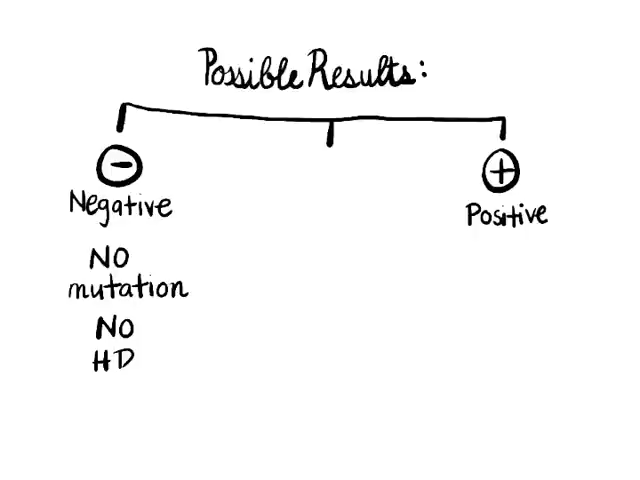 Possible Results:
Negative
Positive
NO
mutation
NO
HD